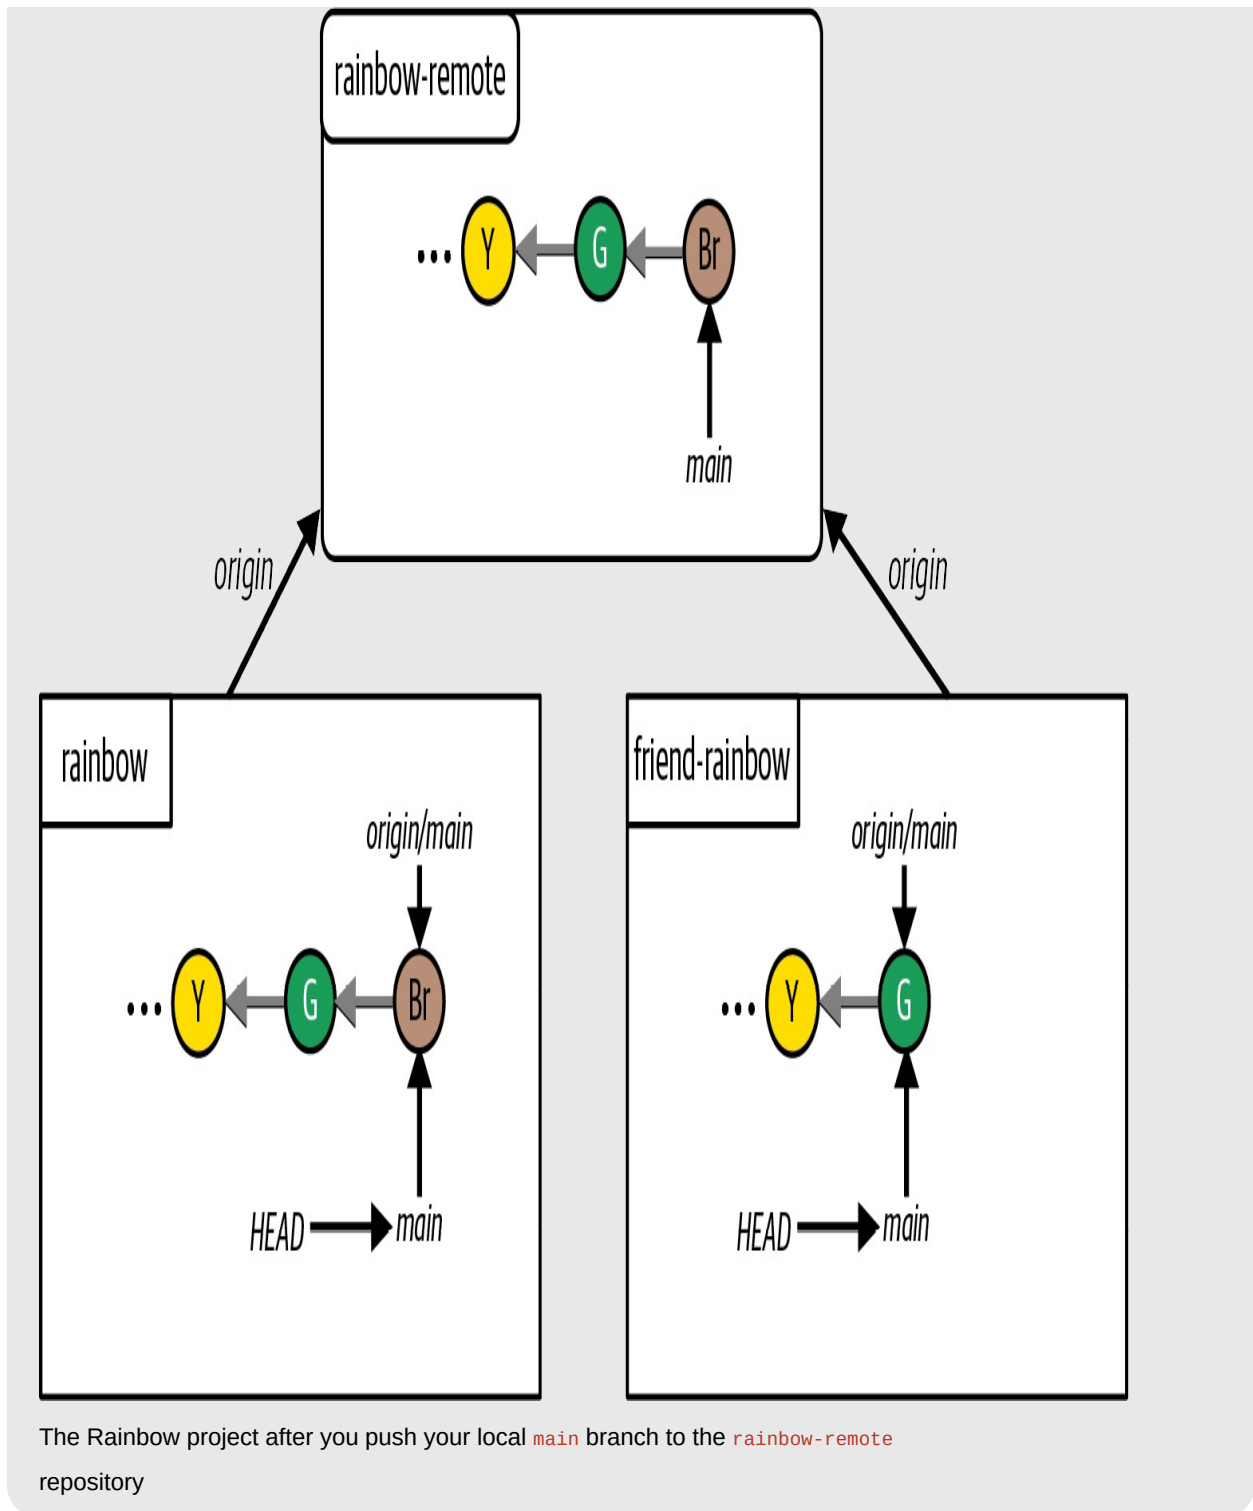 rainbow-remote
... Y G Br
main
origin origin
rainbow
friend-rainbow
origin/main origin/main
... Y G Br
... Y G
HEAD main
HEAD main
The Rainbow project after you push your local main branch to the rainbow-remote
repository